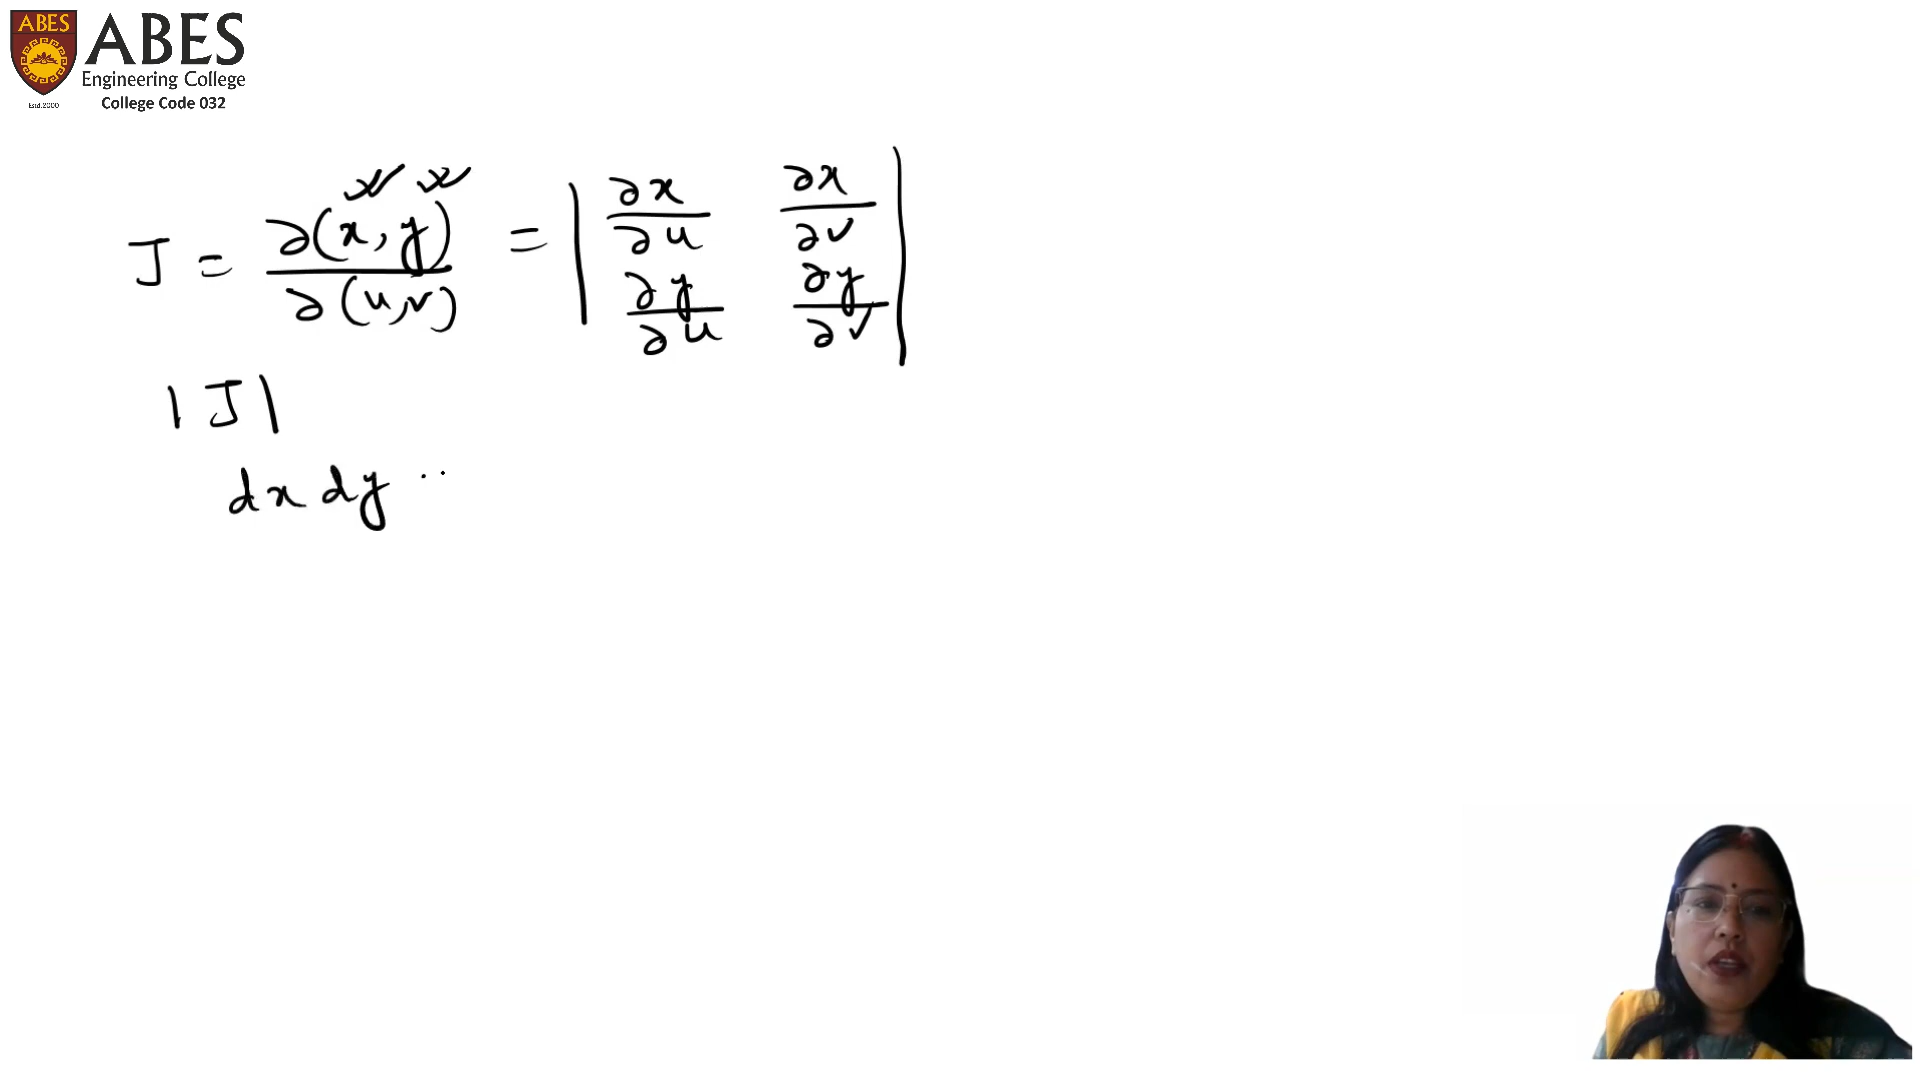 ABES
ABES
Engineering College
College Code 032
Estd.2000
J = ∂(x, y) / ∂(u, v) = | ∂x/∂u ∂x/∂v |
| ∂y/∂u ∂y/∂v |
|J|
dx dy ..